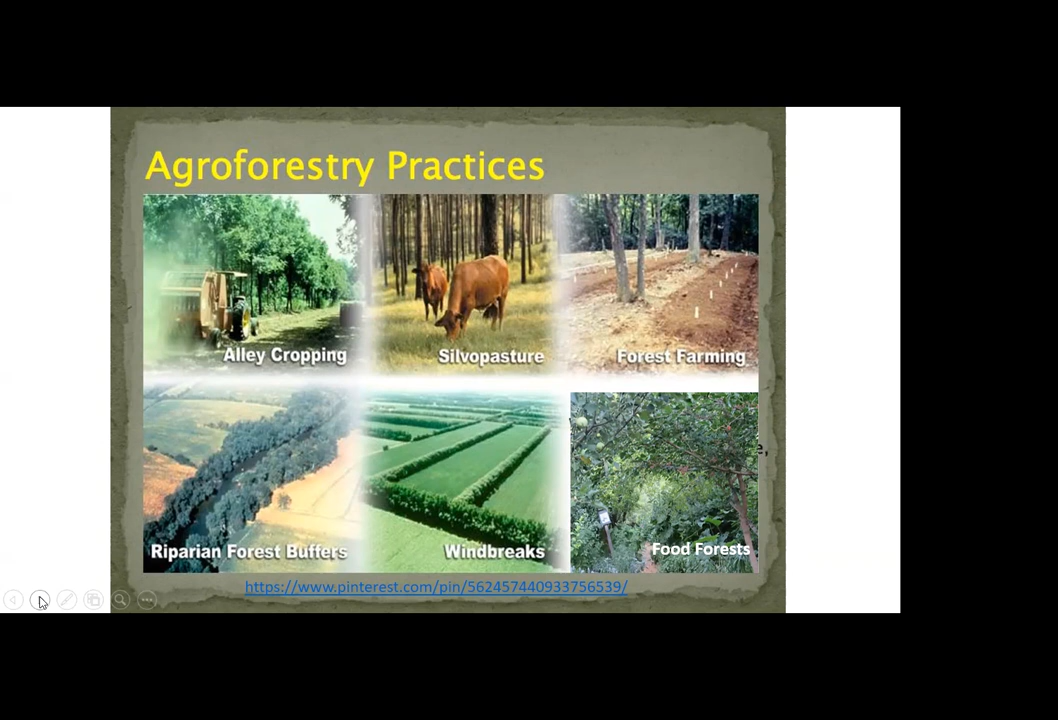 Agroforestry Practices
Alley Cropping
Silvopasture
Forest Farming
e,
Riparian Forest Buffers
Windbreaks
Food Forests
https://www.pinterest.com/pin/562457440933756539/